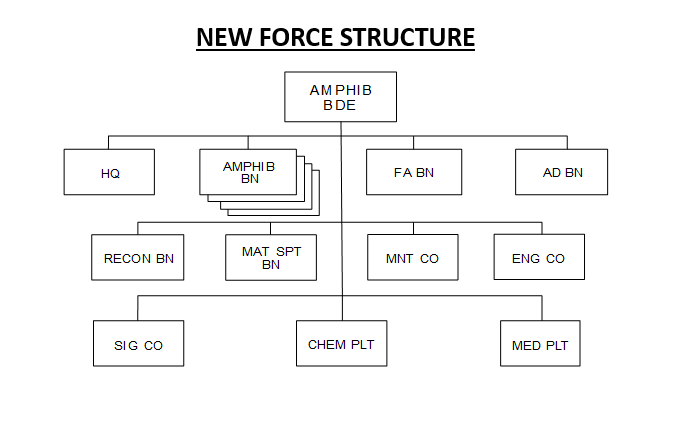 NEW FORCE STRUCTURE
AMPHIB
BDE
HQ
AMPHIB
BN
FA BN
AD BN
RECON BN
MAT SPT
BN
MNT CO
ENG CO
SIG CO
CHEM PLT
MED PLT